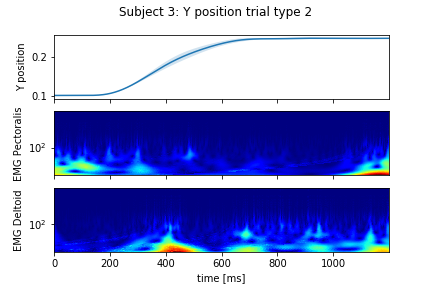 Subject 3: Y position trial type 2
Y position
0.2
0.1
EMG Pectoralis
10²
EMG Deltoid
10²
0 200 400 600 800 1000
time [ms]